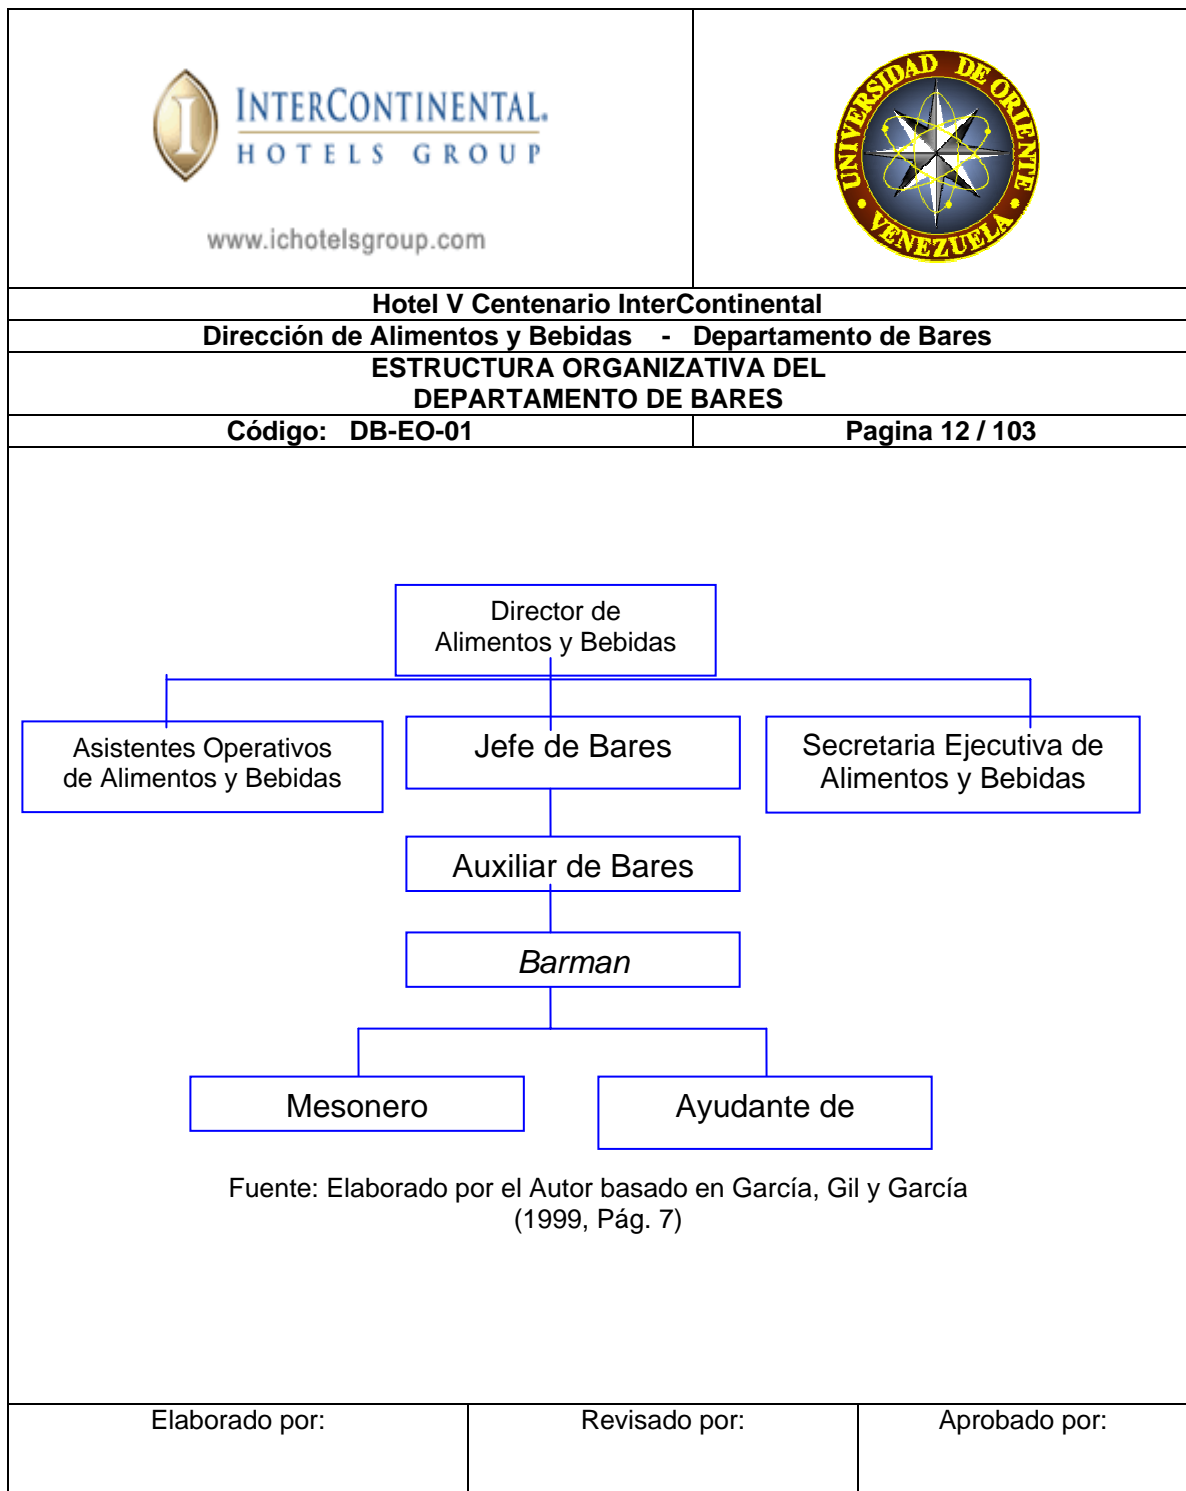 INTERCONTINENTAL.
HOTELS GROUP
www.ichotelsgroup.com
UNIVERSIDAD DE ORIENTE
VENEZUELA
Hotel V Centenario InterContinental
Dirección de Alimentos y Bebidas - Departamento de Bares
ESTRUCTURA ORGANIZATIVA DEL
DEPARTAMENTO DE BARES
Código: DB-EO-01
Pagina 12 / 103
Director de
Alimentos y Bebidas
Asistentes Operativos
de Alimentos y Bebidas
Jefe de Bares
Secretaria Ejecutiva de
Alimentos y Bebidas
Auxiliar de Bares
Barman
Mesonero
Ayudante de
Fuente: Elaborado por el Autor basado en García, Gil y García
(1999, Pág. 7)
Elaborado por:
Revisado por:
Aprobado por: